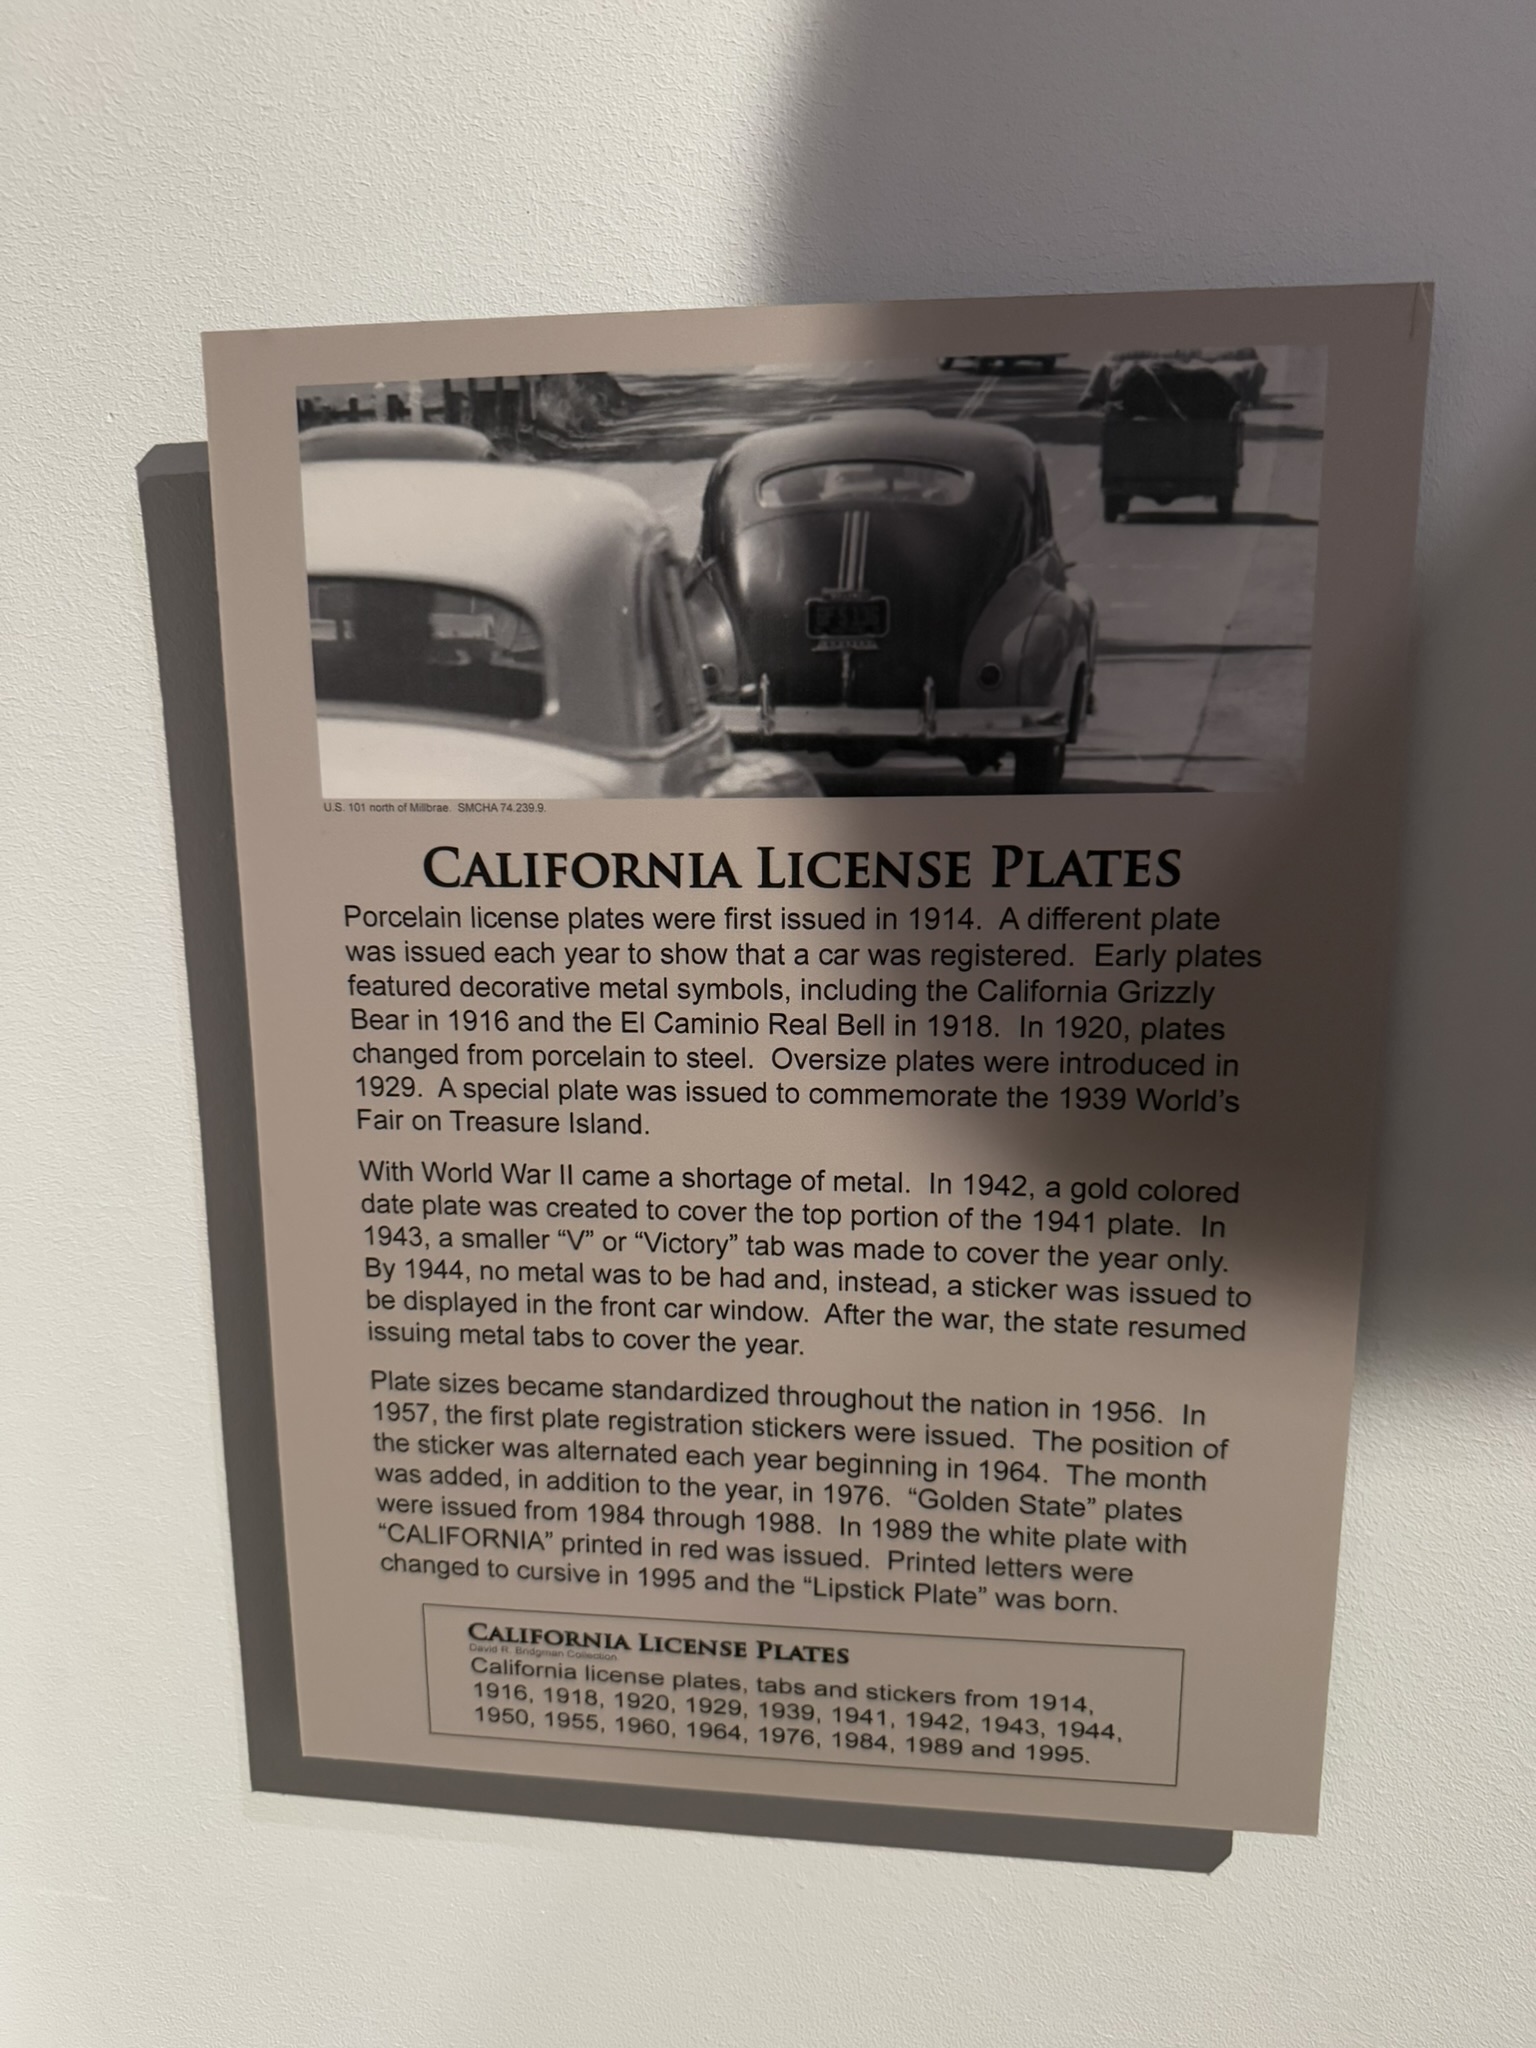 U.S. 101 north of Millbrae. SMCHA 74.239.9.
CALIFORNIA LICENSE PLATES
Porcelain license plates were first issued in 1914. A different plate
was issued each year to show that a car was registered. Early plates
featured decorative metal symbols, including the California Grizzly
Bear in 1916 and the El Caminio Real Bell in 1918. In 1920, plates
changed from porcelain to steel. Oversize plates were introduced in
1929. A special plate was issued to commemorate the 1939 World's
Fair on Treasure Island.
With World War II came a shortage of metal. In 1942, a gold colored
date plate was created to cover the top portion of the 1941 plate. In
1943, a smaller “V” or “Victory” tab was made to cover the year only.
By 1944, no metal was to be had and, instead, a sticker was issued to
be displayed in the front car window. After the war, the state resumed
issuing metal tabs to cover the year.
Plate sizes became standardized throughout the nation in 1956. In
1957, the first plate registration stickers were issued. The position of
the sticker was alternated each year beginning in 1964. The month
was added, in addition to the year, in 1976. “Golden State” plates
were issued from 1984 through 1988. In 1989 the white plate with
“CALIFORNIA” printed in red was issued. Printed letters were
changed to cursive in 1995 and the “Lipstick Plate” was born.
CALIFORNIA LICENSE PLATES
David R. Bridgman Collection
California license plates, tabs and stickers from 1914,
1916, 1918, 1920, 1929, 1939, 1941, 1942, 1943, 1944,
1950, 1955, 1960, 1964, 1976, 1984, 1989 and 1995.